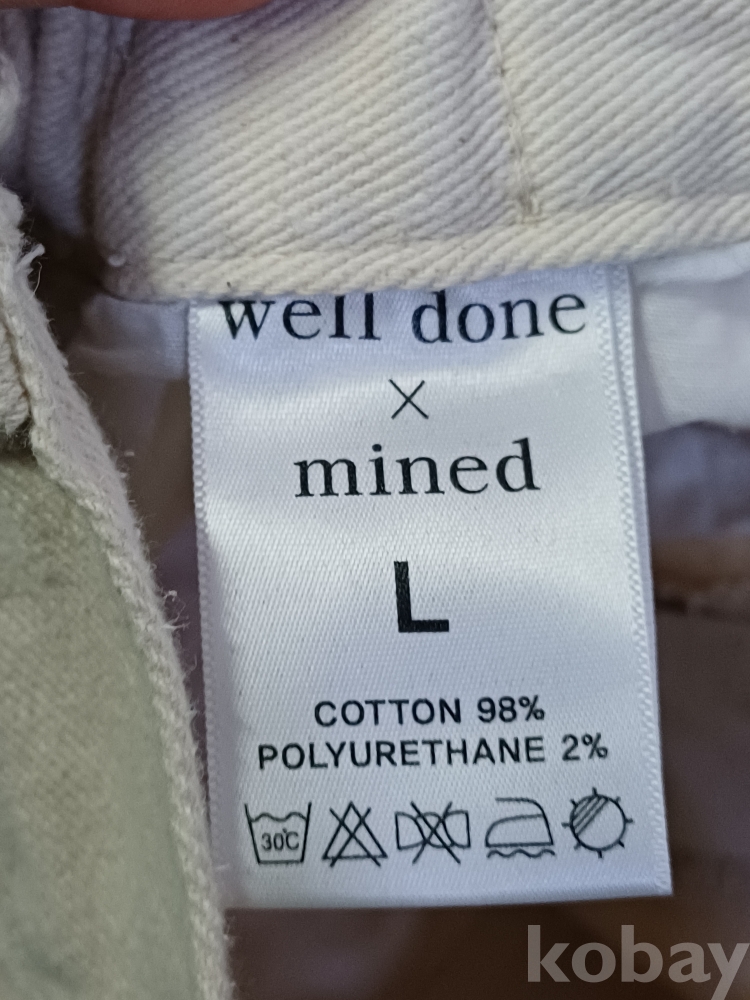 well done
×
mined
L
COTTON 98%
POLYURETHANE 2%
30℃
kobay